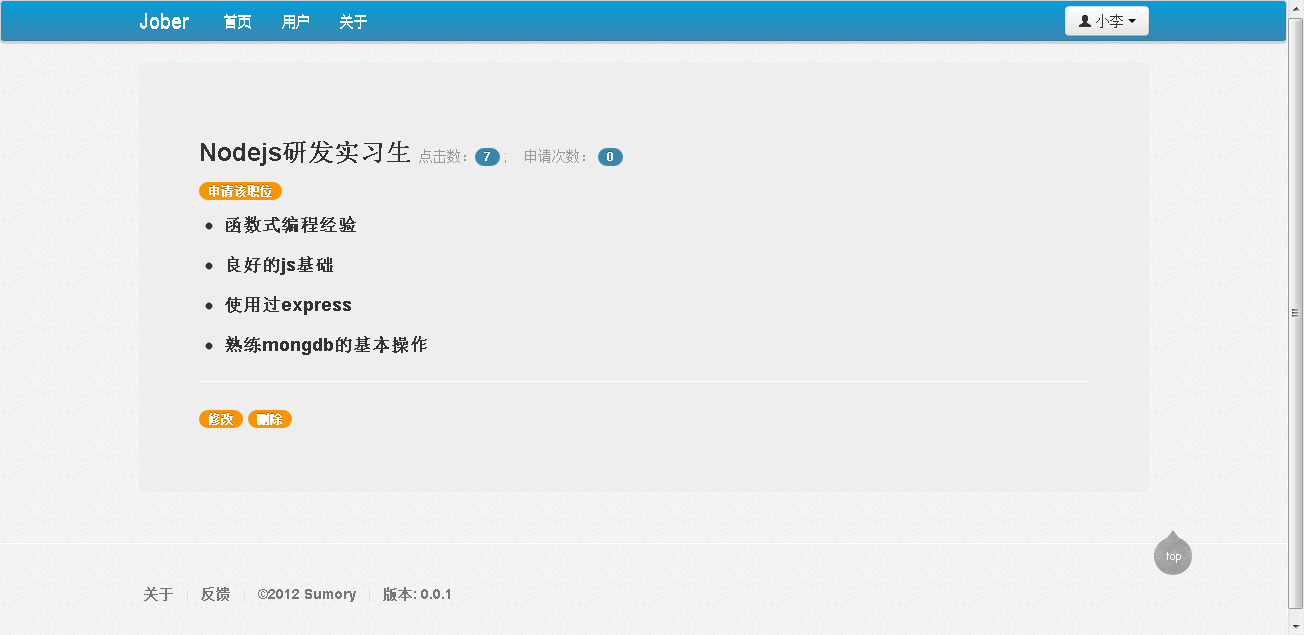 Jober 首页 用户 关于 小李
Nodejs研发实习生 点击数： 7 ； 申请次数： 0
申请该职位
函数式编程经验
良好的js基础
使用过express
熟练mongdb的基本操作
修改 删除
top
关于 反馈 ©2012 Sumory 版本: 0.0.1